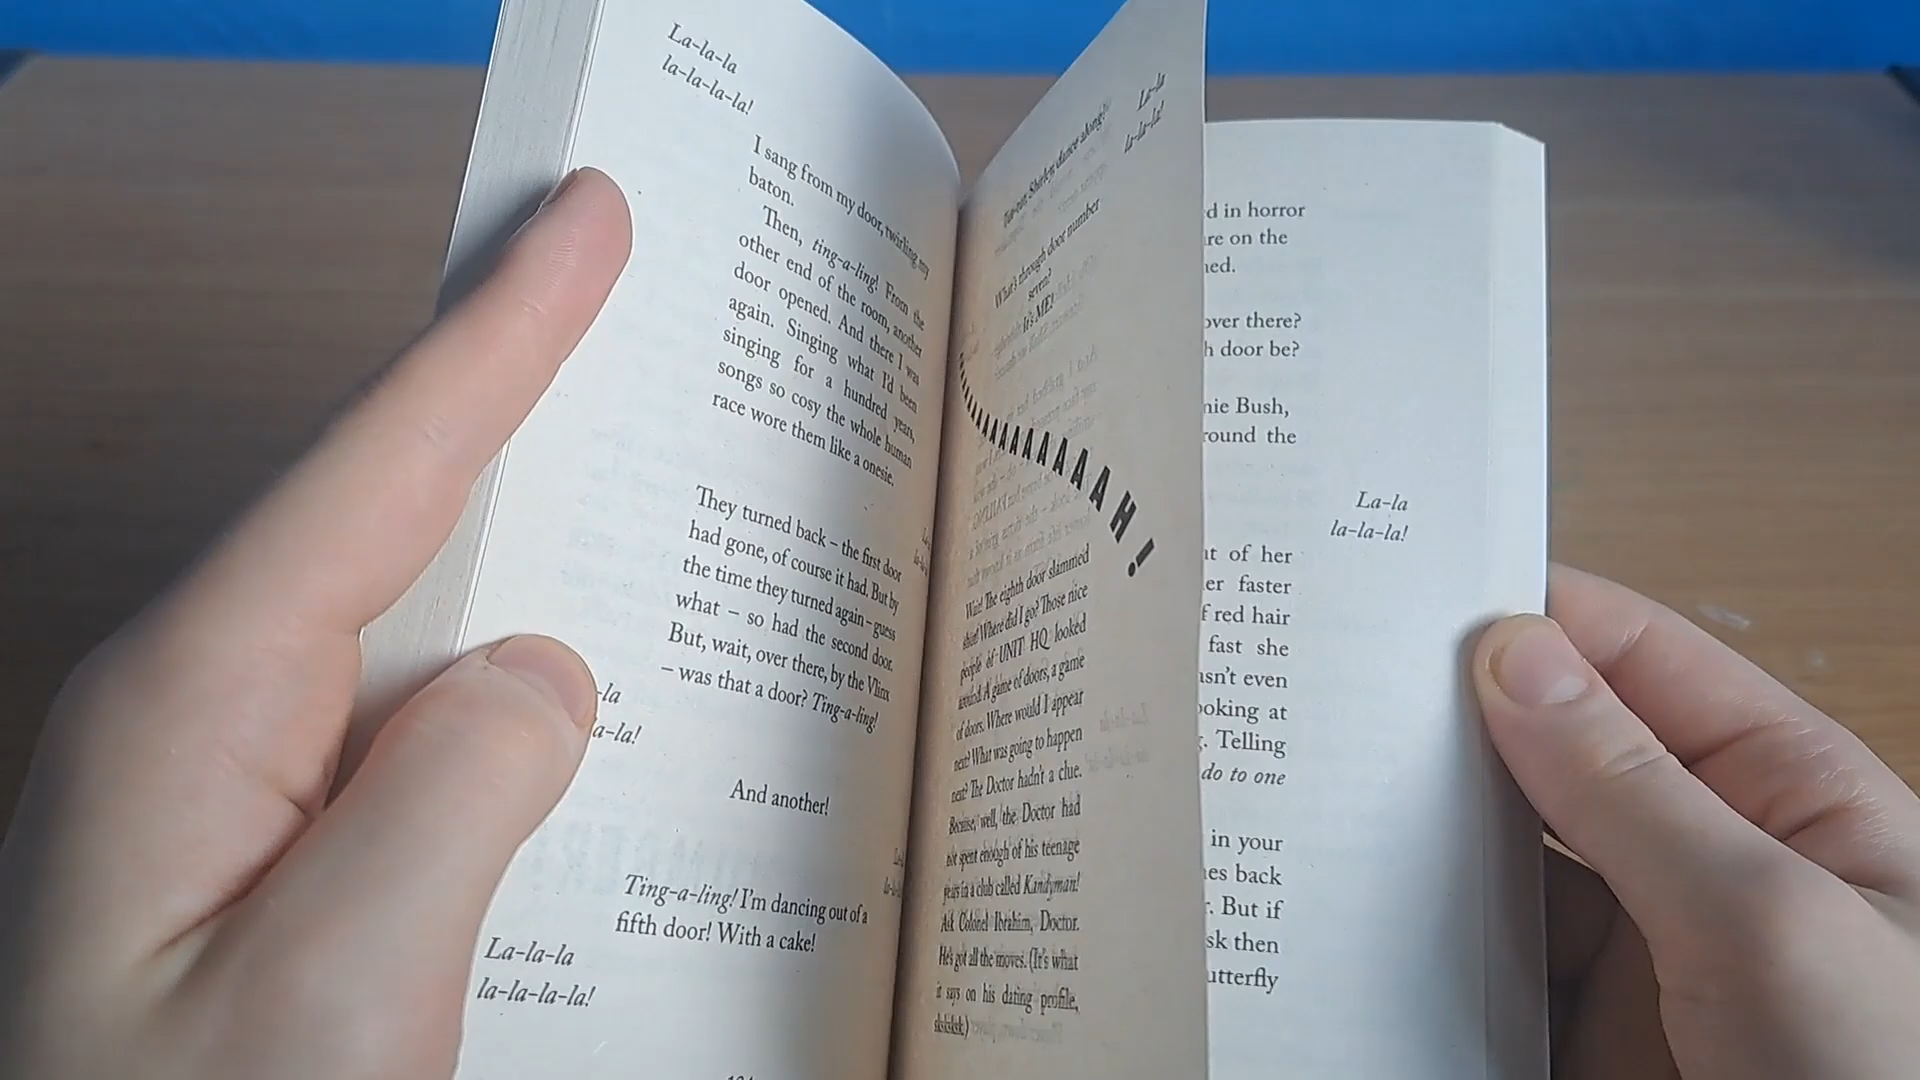 La-la-la
la-la-la-la!
I sang from my door, twirling my
baton.
Then, ting-a-ling! From the
other end of the room, another
door opened. And there I was
again. Singing what I'd been
singing for a hundred years,
songs so cosy the whole human
race wore them like a onesie.
They turned back – the first door
had gone, of course it had. But by
the time they turned again – guess
what – so had the second door.
But, wait, over there, by the Vlinx
– was that a door? Ting-a-ling!
-la
a-la!
And another!
Ting-a-ling! I'm dancing out of a
fifth door! With a cake!
La-la-la
la-la-la-la!
La-la
la-la-la!
Shirley, dance along!
What's through door number
seven?
It's ME!
AAAAAAAAAAAAH!
Wait! The eighth door slammed
shut! Where did I go? Those nice
people of UNIT HQ looked
around. A game of doors, a game
of doors. Where would I appear
next? What was going to happen
next? The Doctor hadn't a clue.
Because, well, the Doctor had
not spent enough of his teenage
years in a club called Kandyman!
Ask Colonel Ibrahim, Doctor.
He's got all the moves. (It's what
it says on his dating profile,
sksksksk.)
d in horror
re on the
ned.
over there?
h door be?
nie Bush,
round the
La-la
la-la-la!
t of her
er faster
f red hair
fast she
asn't even
ooking at
. Telling
do to one
in your
nes back
r. But if
sk then
utterfly